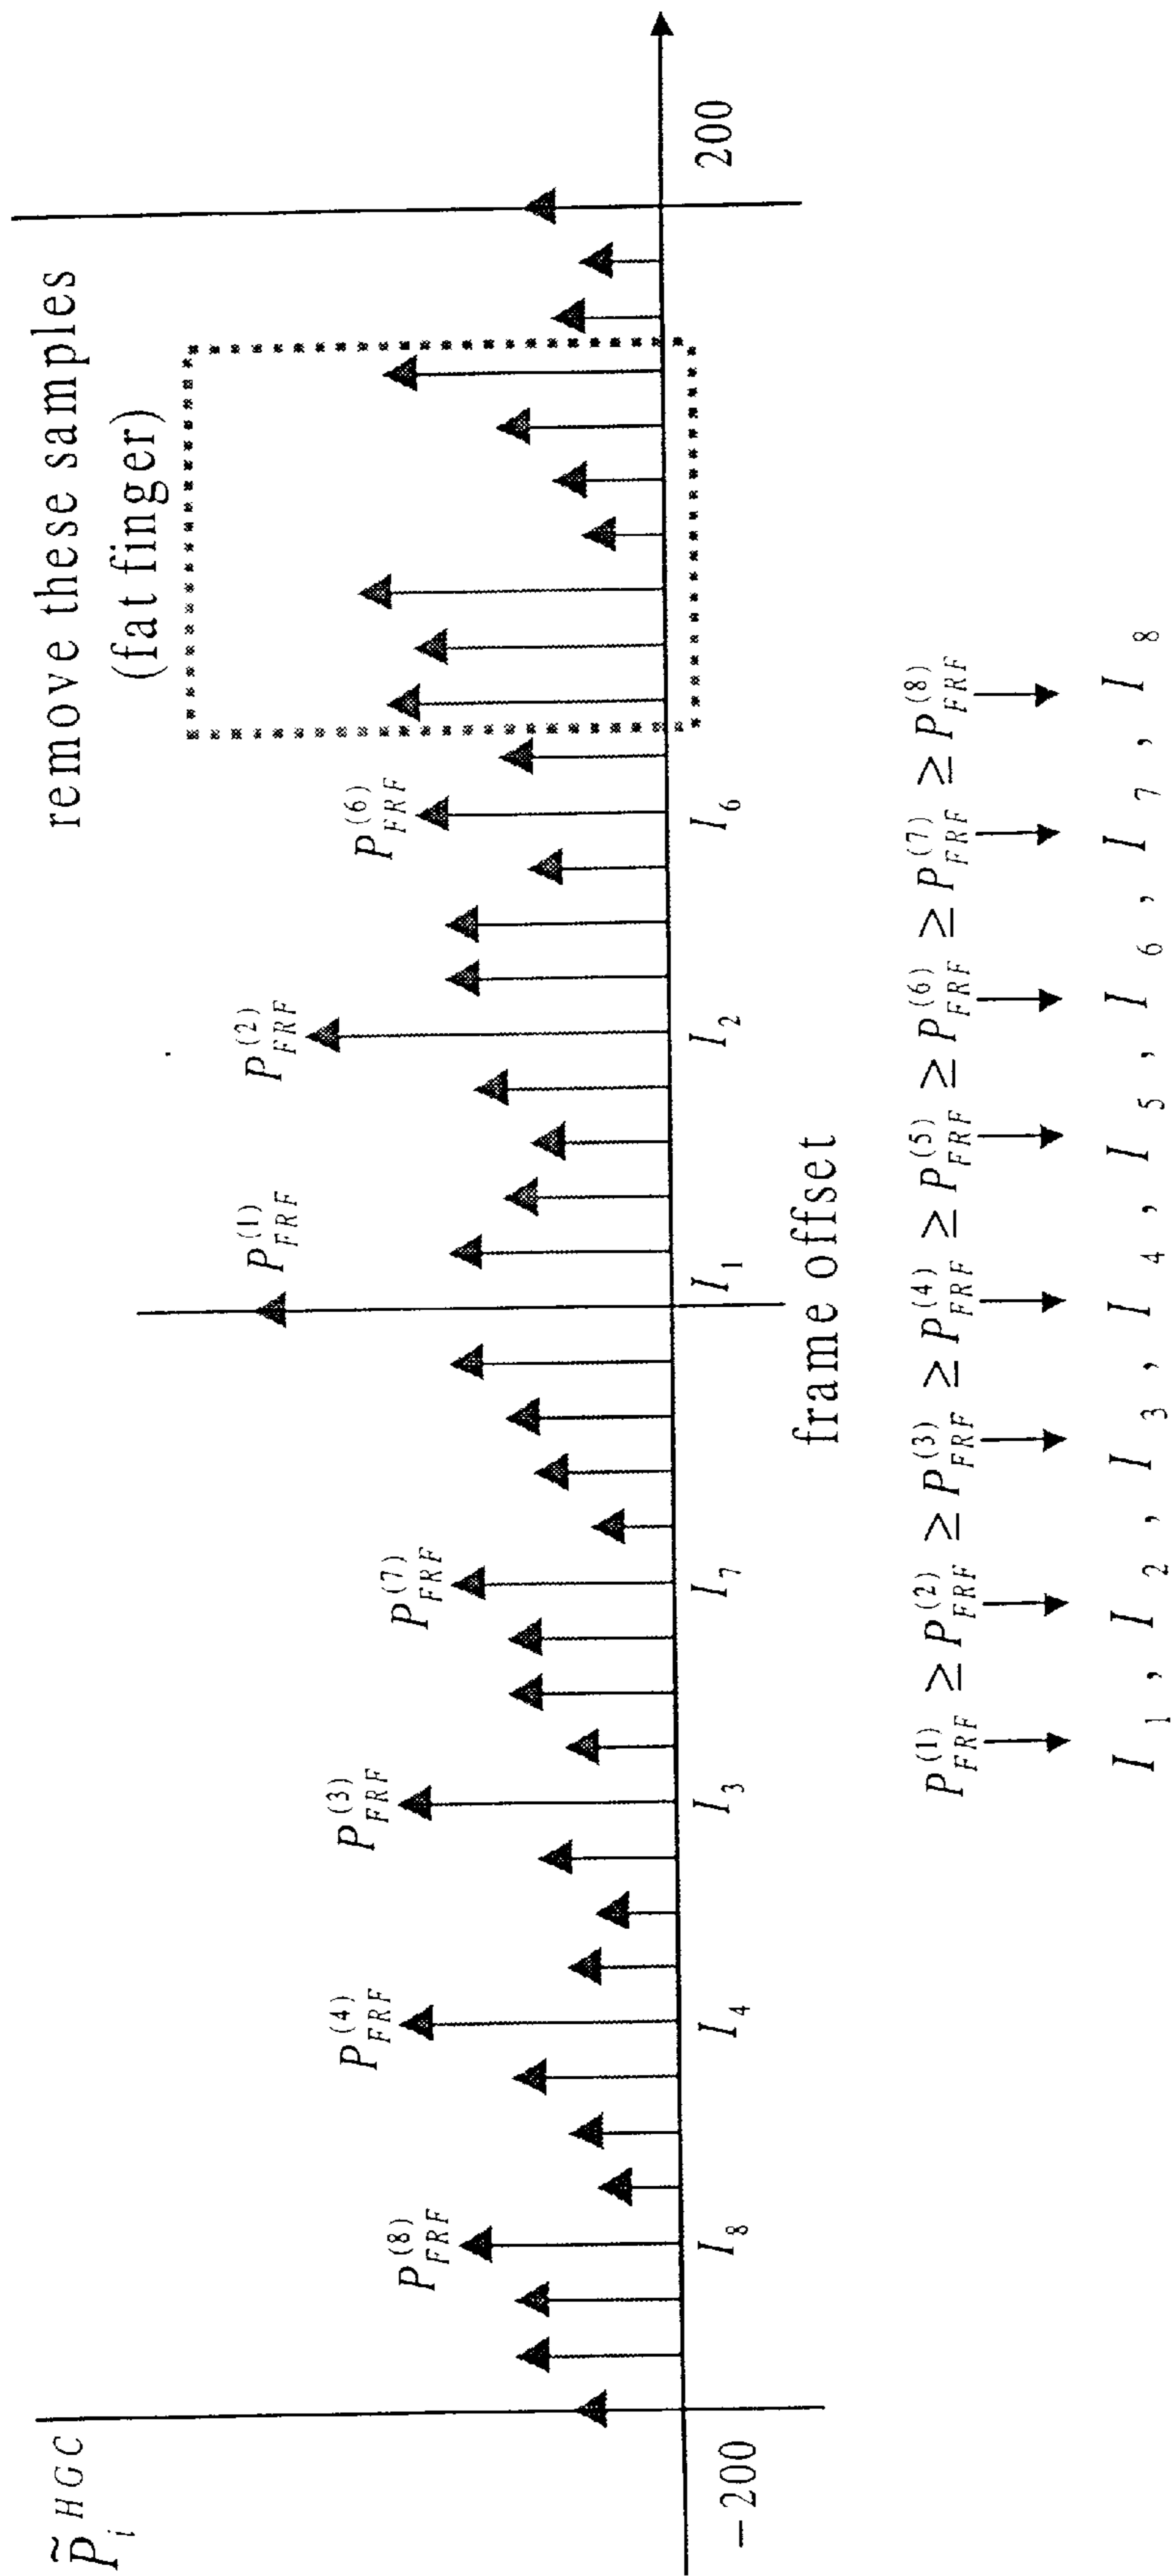 P̃_i^{HGC}
remove these samples
(fat finger)
P_{FRF}^{(8)}
P_{FRF}^{(4)}
P_{FRF}^{(3)}
P_{FRF}^{(7)}
P_{FRF}^{(1)}
P_{FRF}^{(2)}
P_{FRF}^{(6)}
−200
I_8
I_4
I_3
I_7
I_1
I_2
I_6
200
frame offset
P_{FRF}^{(1)} ≥ P_{FRF}^{(2)} ≥ P_{FRF}^{(3)} ≥ P_{FRF}^{(4)} ≥ P_{FRF}^{(5)} ≥ P_{FRF}^{(6)} ≥ P_{FRF}^{(7)} ≥ P_{FRF}^{(8)}
I_1, I_2, I_3, I_4, I_5, I_6, I_7, I_8